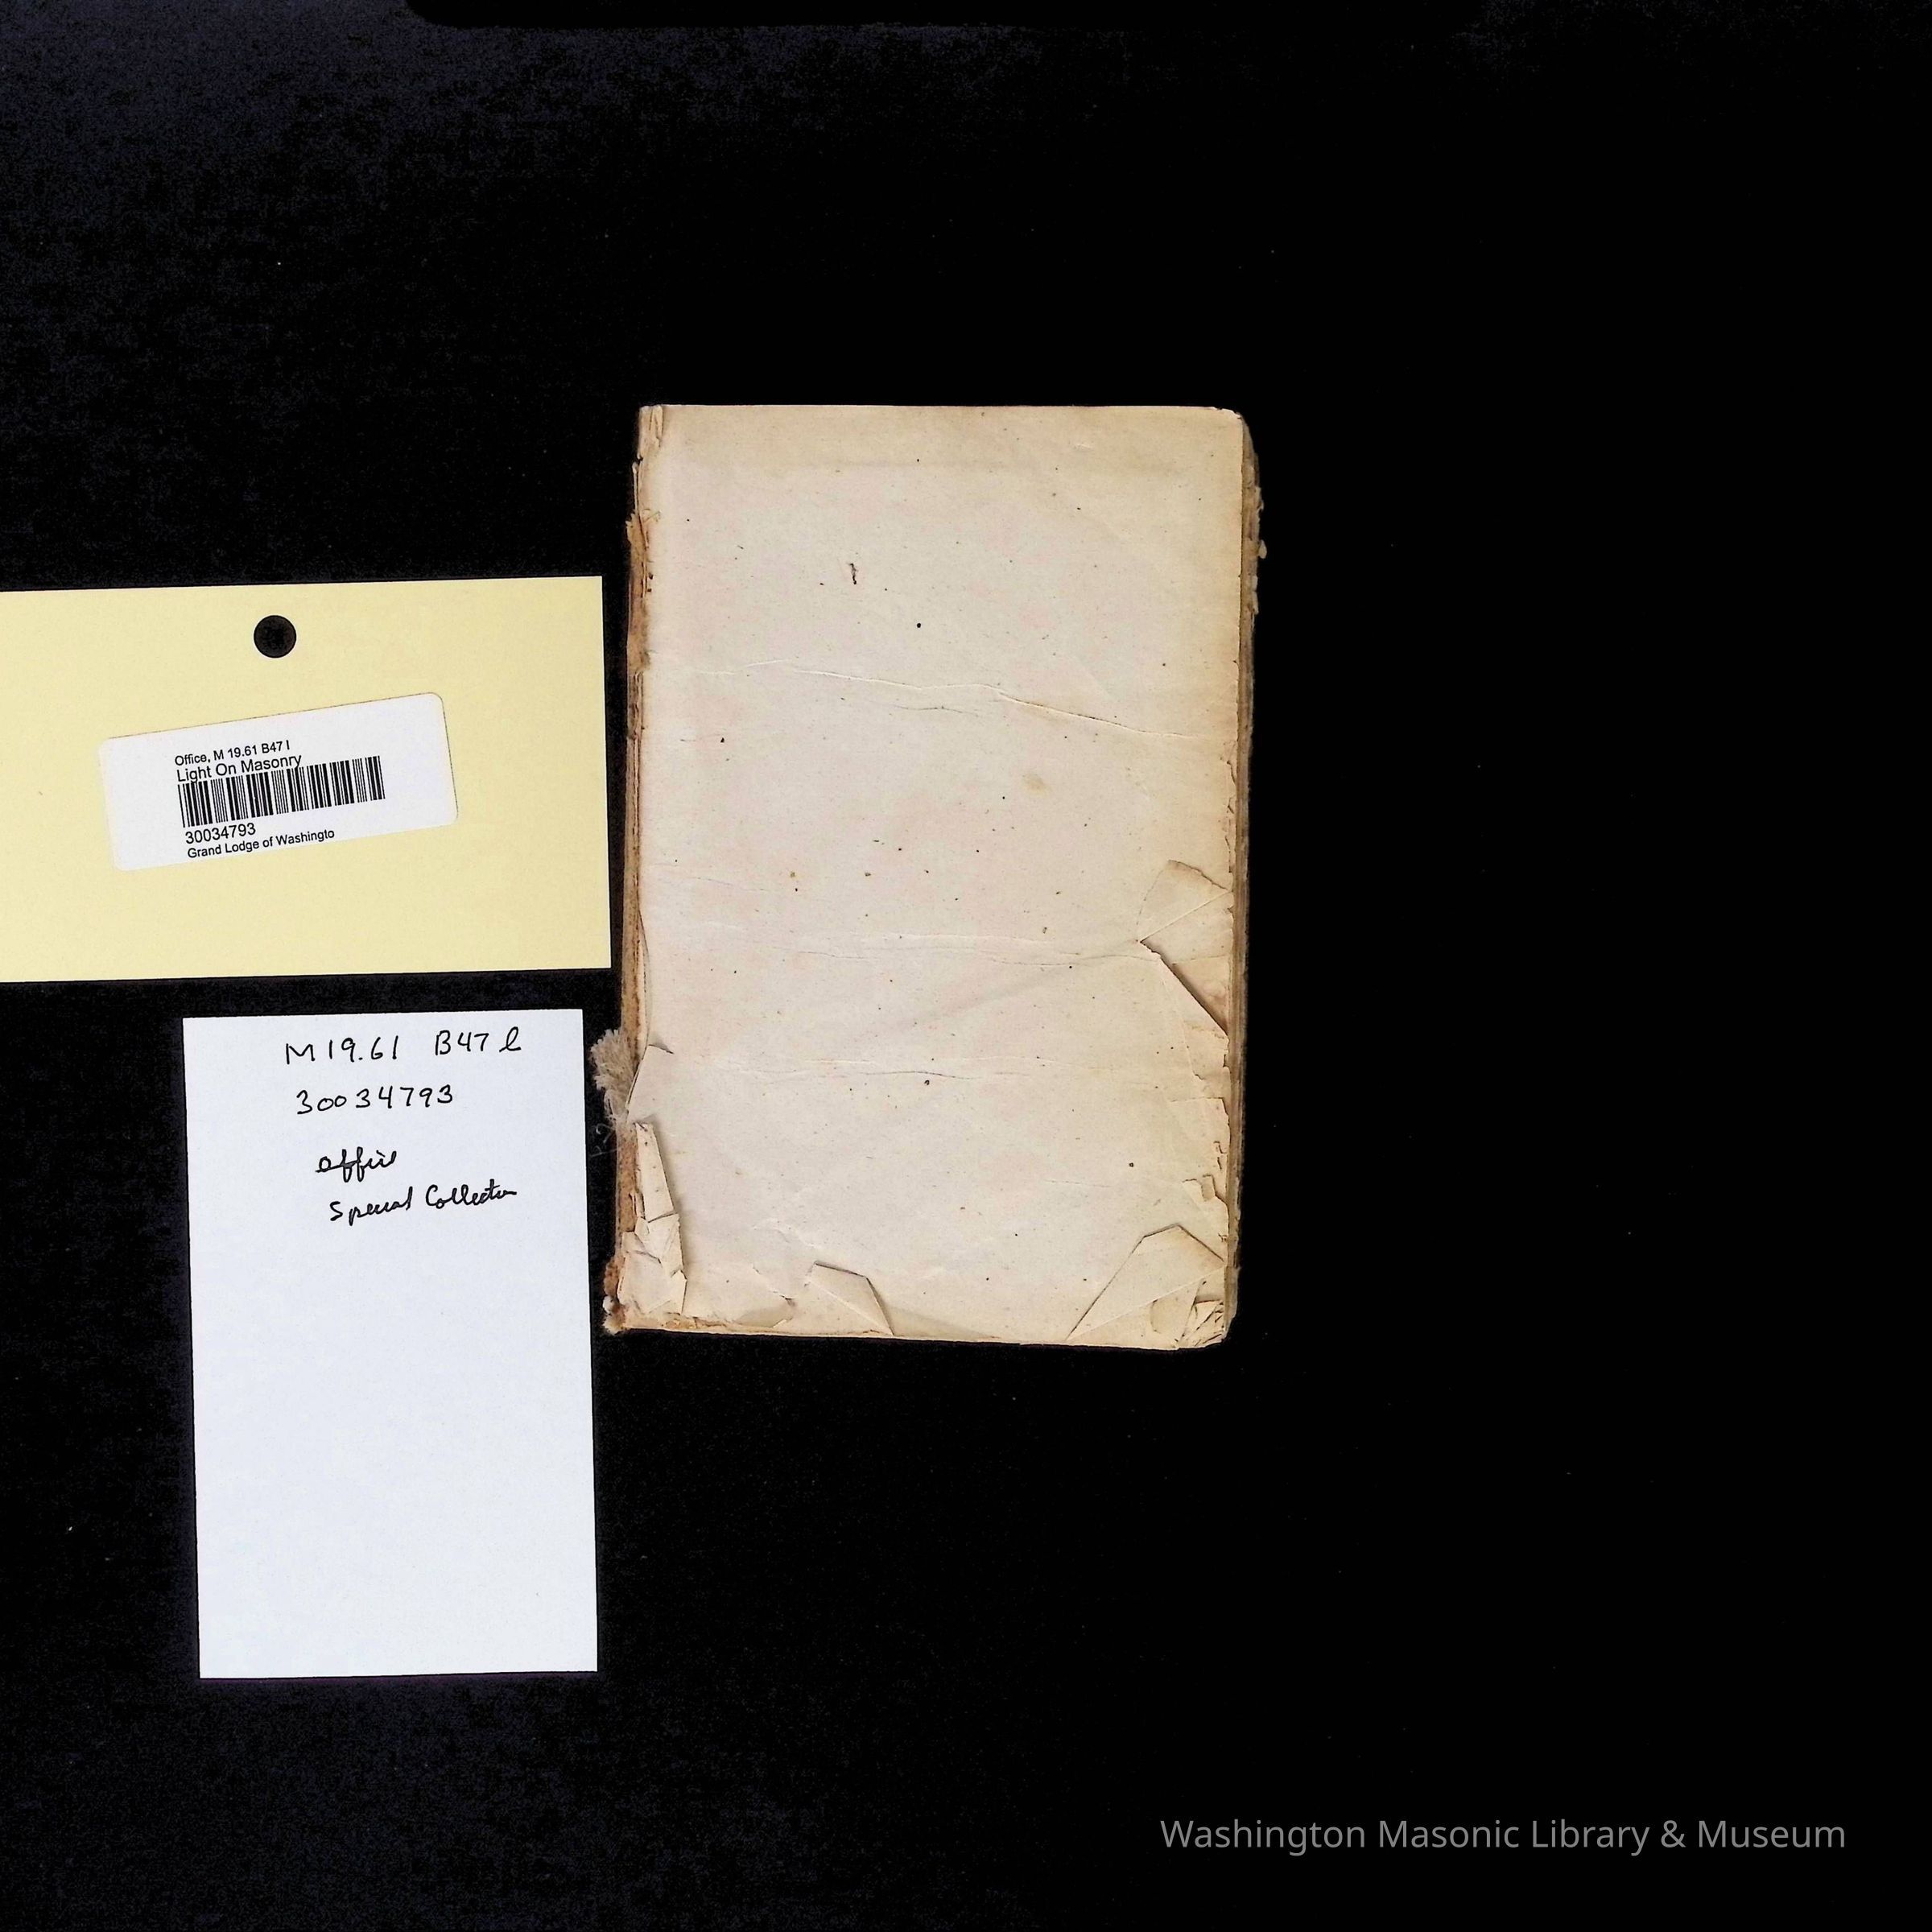 Office, M 19.61 B47 l
Light On Masonry
30034793
Grand Lodge of Washingto
M 19.61 B47 l
30034793
Office
Special Collection
Washington Masonic Library & Museum